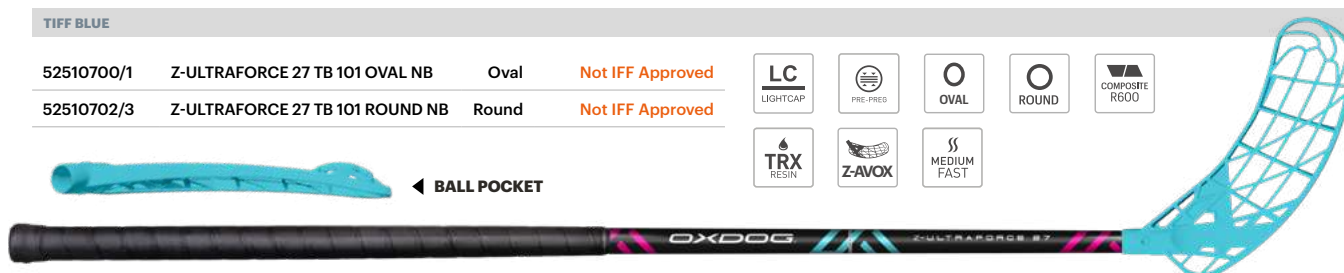 TIFF BLUE
52510700/1 Z-ULTRAFORCE 27 TB 101 OVAL NB Oval Not IFF Approved
52510702/3 Z-ULTRAFORCE 27 TB 101 ROUND NB Round Not IFF Approved
LC
LIGHTCAP
PRE-PREG
OVAL
ROUND
COMPOSITE
R600
TRX
RESIN
Z-AVOX
MEDIUM
FAST
BALL POCKET
OXDOG
Z-ULTRAFORCE 27